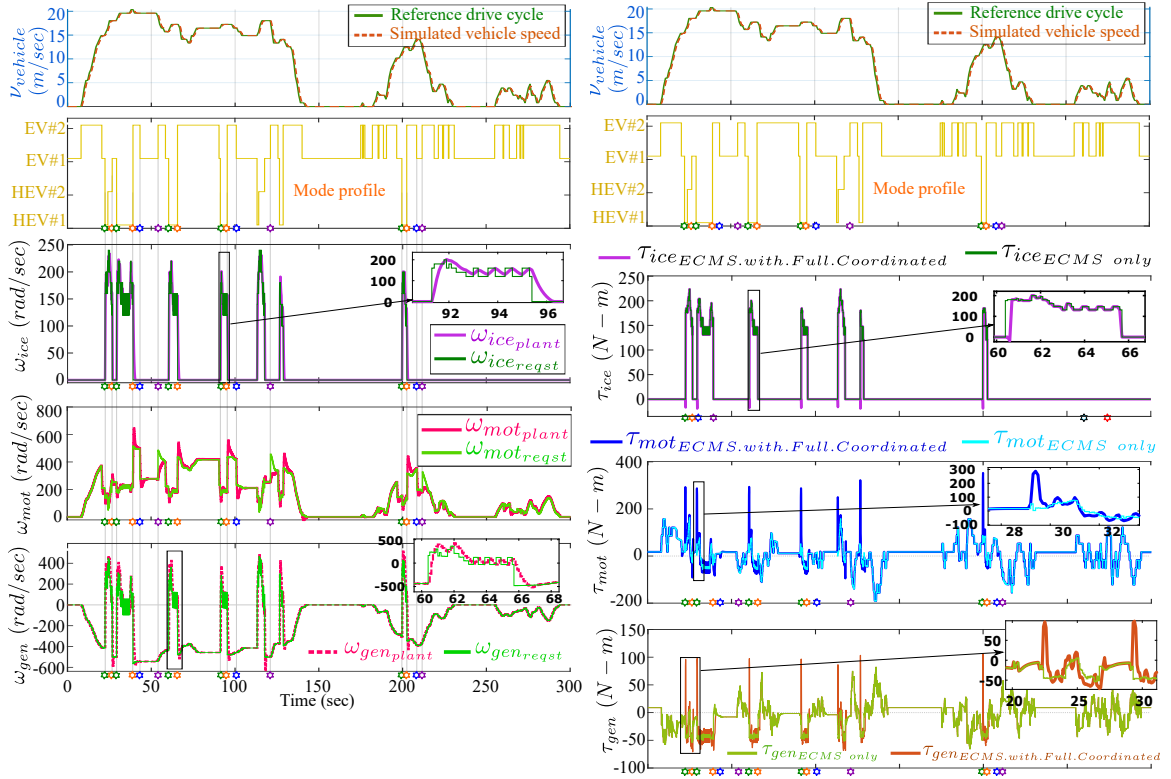 Reference drive cycle
Simulated vehicle speed
ν_vehicle
(m/sec)
20
15
10
5
0
EV#2
EV#1
HEV#2
HEV#1
Mode profile
ω_ice (rad/sec)
250
200
150
100
50
0
200
100
0
92 94 96
ω_ice_plant
ω_ice_reqst
ω_mot (rad/sec)
800
600
400
200
0
ω_mot_plant
ω_mot_reqst
ω_gen (rad/sec)
400
200
0
-200
-400
-600
500
0
-500
60 62 64 66 68
ω_gen_plant ω_gen_reqst
0 50 100 150 200 250 300
Time (sec)
Reference drive cycle
Simulated vehicle speed
ν_vehicle
(m/sec)
20
15
10
5
0
EV#2
EV#1
HEV#2
HEV#1
Mode profile
τ_ice_ECMS.with.Full.Coordinated τ_ice_ECMS only
τ_ice (N − m)
250
200
150
100
50
0
200
100
0
60 62 64 66
τ_mot_ECMS.with.Full.Coordinated τ_mot_ECMS only
τ_mot (N − m)
400
200
0
-200
300
200
100
0
-100
28 30 32
τ_gen (N − m)
150
100
50
0
-50
-100
50
0
-50
20 25 30
τ_gen_ECMS only τ_gen_ECMS.with.Full.Coordinated